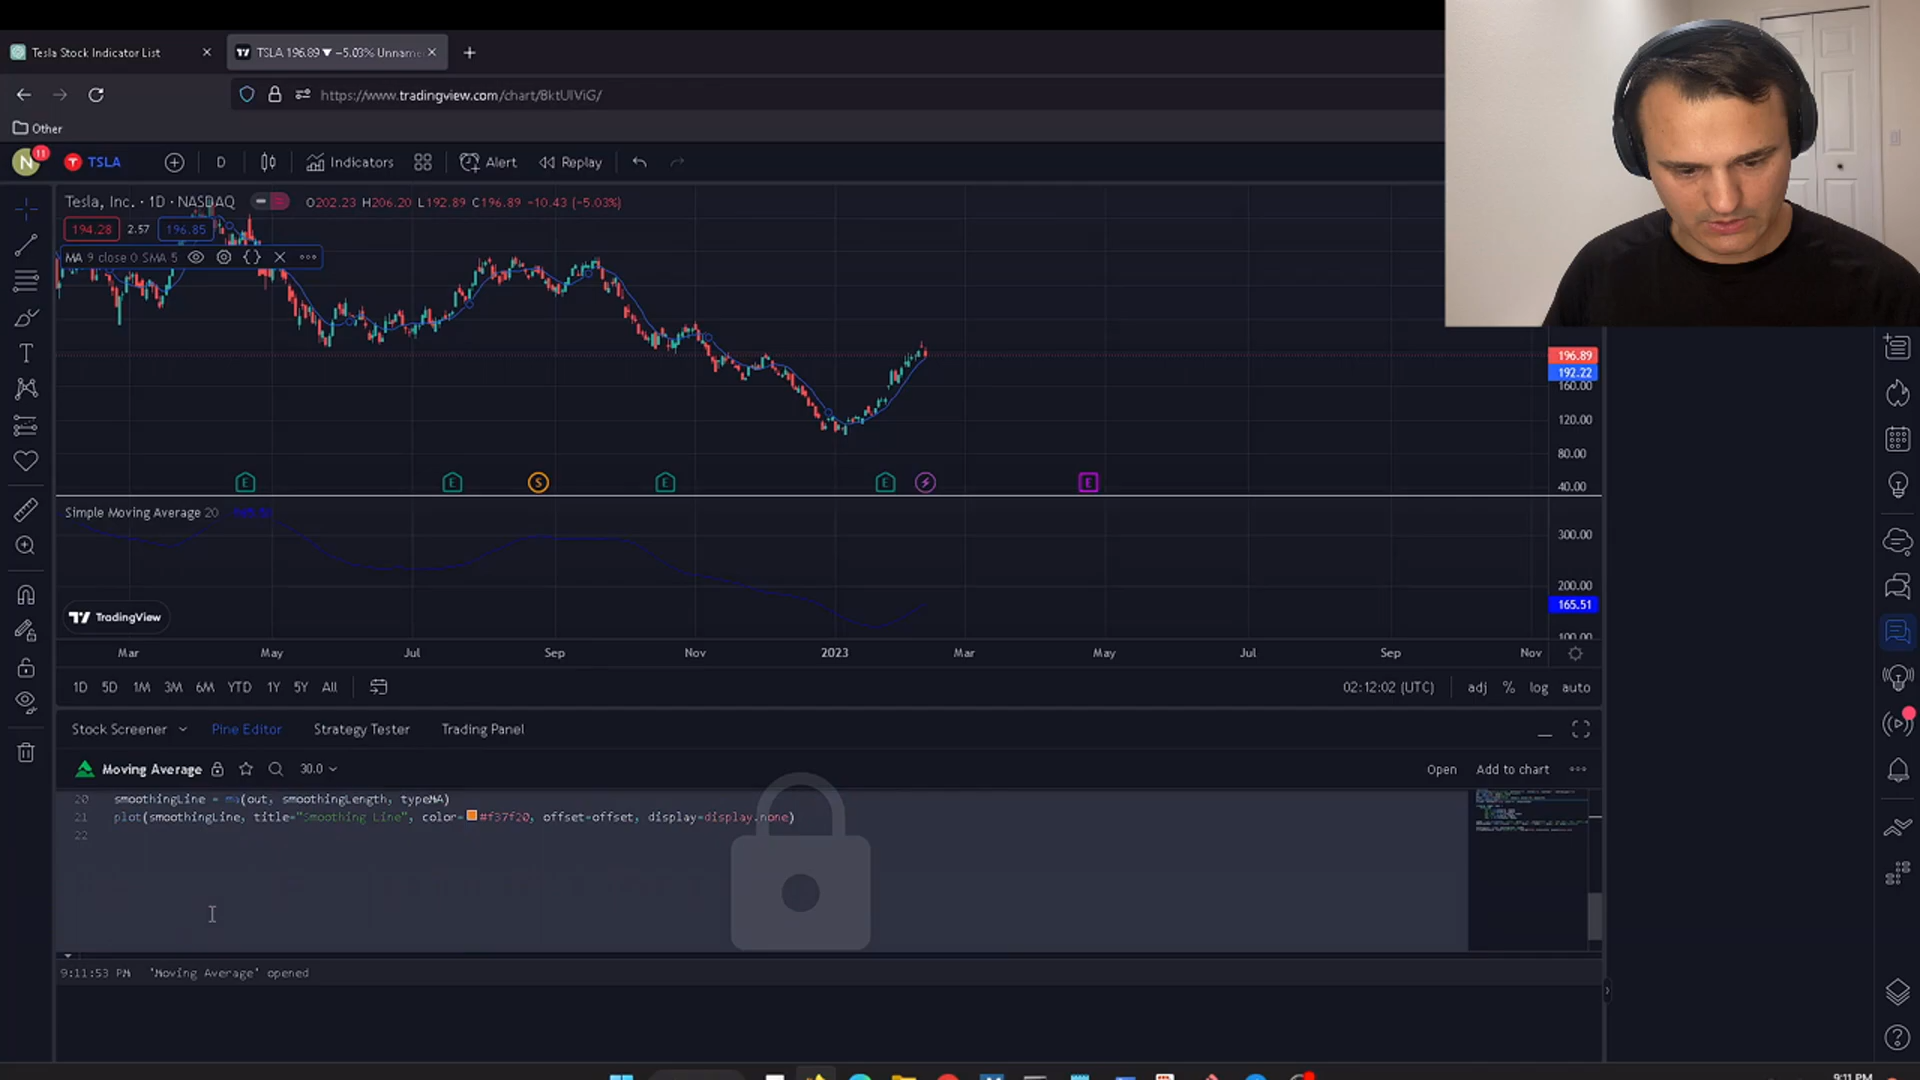 Tesla Stock Indicator List
TSLA 196.89 ▼ −5.03% Unname
https://www.tradingview.com/chart/BktUlViG/
Other
N 11 TSLA D Indicators Alert Replay
Tesla, Inc. · 1D · NASDAQ O202.23 H206.20 L192.89 C196.89 −10.43 (−5.03%)
194.28 2.57 196.85
MA 9 close 0 SMA 5
196.89
192.22
160.00
120.00
80.00
40.00
E E S E E E
Simple Moving Average 20
300.00
200.00
165.51
100.00
TradingView
Mar May Jul Sep Nov 2023 Mar May Jul Sep Nov
1D 5D 1M 3M 6M YTD 1Y 5Y All 02:12:02 (UTC) adj % log auto
Stock Screener Pine Editor Strategy Tester Trading Panel
Moving Average 30.0 Open Add to chart
20 smoothingLine = ma(out, smoothingLength, typeMA)
21 plot(smoothingLine, title="Smoothing Line", color=#f37f20, offset=offset, display=display.none)
22
9:11:53 PM 'Moving Average' opened
9:11 PM